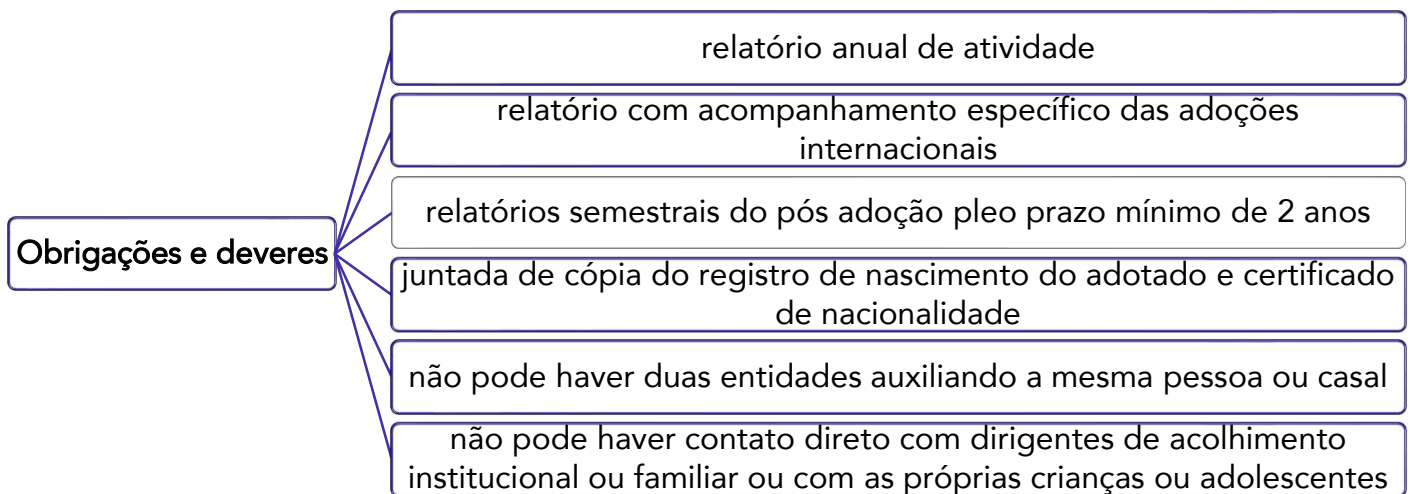 Obrigações e deveres
relatório anual de atividade
relatório com acompanhamento específico das adoções
internacionais
relatórios semestrais do pós adoção pleo prazo mínimo de 2 anos
juntada de cópia do registro de nascimento do adotado e certificado
de nacionalidade
não pode haver duas entidades auxiliando a mesma pessoa ou casal
não pode haver contato direto com dirigentes de acolhimento
institucional ou familiar ou com as próprias crianças ou adolescentes